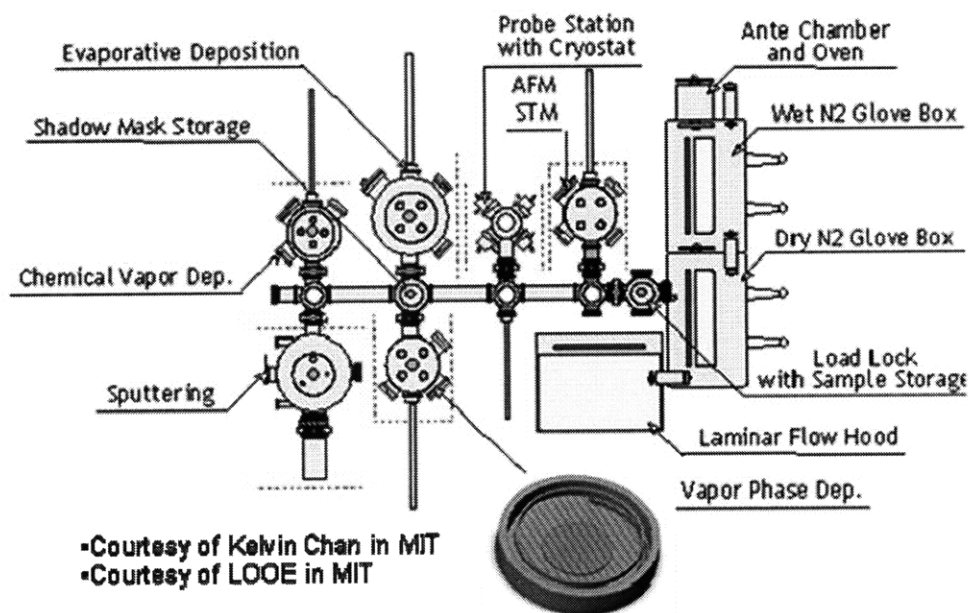 Evaporative Deposition
Probe Station
with Cryostat
Ante Chamber
and Oven
AFM
STM
Shadow Mask Storage
Wet N2 Glove Box
Dry N2 Glove Box
Chemical Vapor Dep.
Load Lock
with Sample Storage
Sputtering
Laminar Flow Hood
Vapor Phase Dep.
▪Courtesy of Kelvin Chan in MIT
▪Courtesy of LOOE in MIT